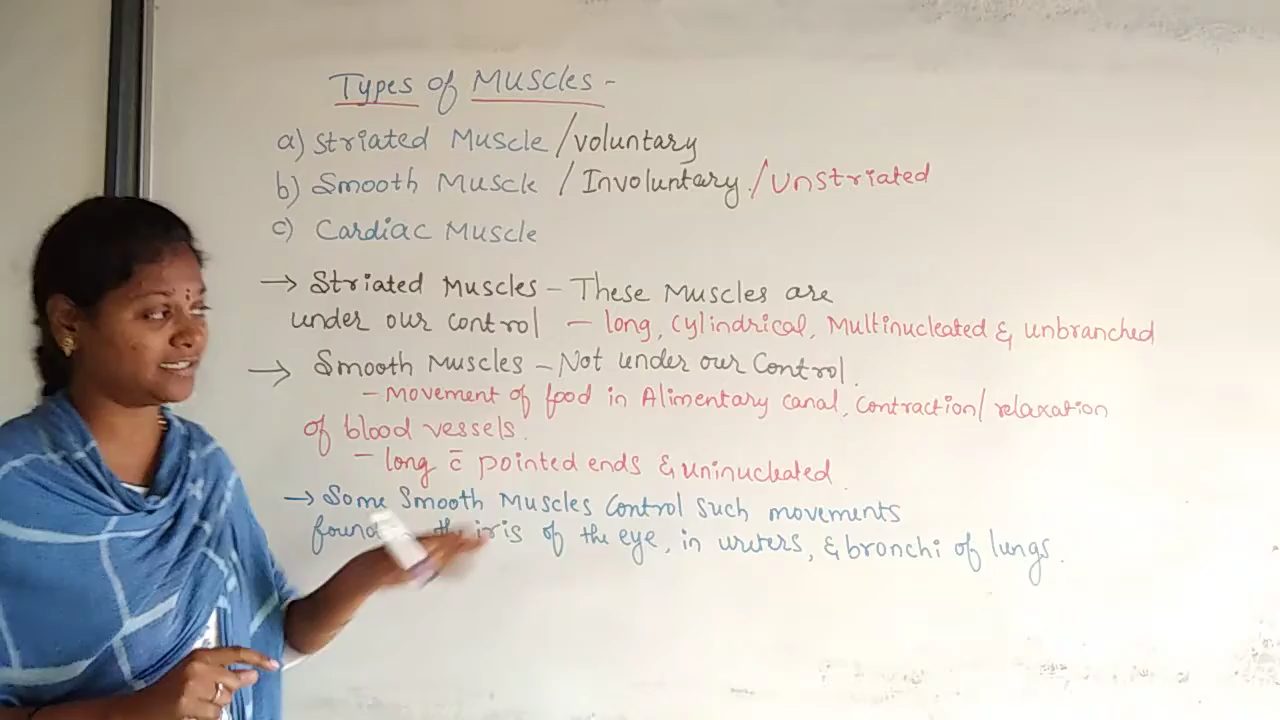 Types of Muscles -
a) Striated Muscle / voluntary
b) Smooth Muscle / Involuntary / Unstriated
c) Cardiac Muscle
→ Striated Muscles - These Muscles are
under our control - long, Cylindrical, Multinucleated & unbranched
→ Smooth Muscles - Not under our Control.
- Movement of food in Alimentary canal, Contraction/ relaxation
of blood vessels.
- long c̄ pointed ends & uninucleated
→ Some Smooth Muscles Control such movements
found the iris of the eye, in ureters, & bronchi of lungs.